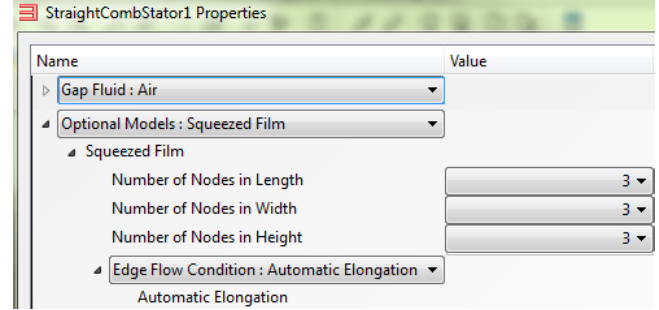 StraightCombStator1 Properties
Name Value
Gap Fluid : Air
Optional Models : Squeezed Film
Squeezed Film
Number of Nodes in Length 3
Number of Nodes in Width 3
Number of Nodes in Height 3
Edge Flow Condition : Automatic Elongation
Automatic Elongation